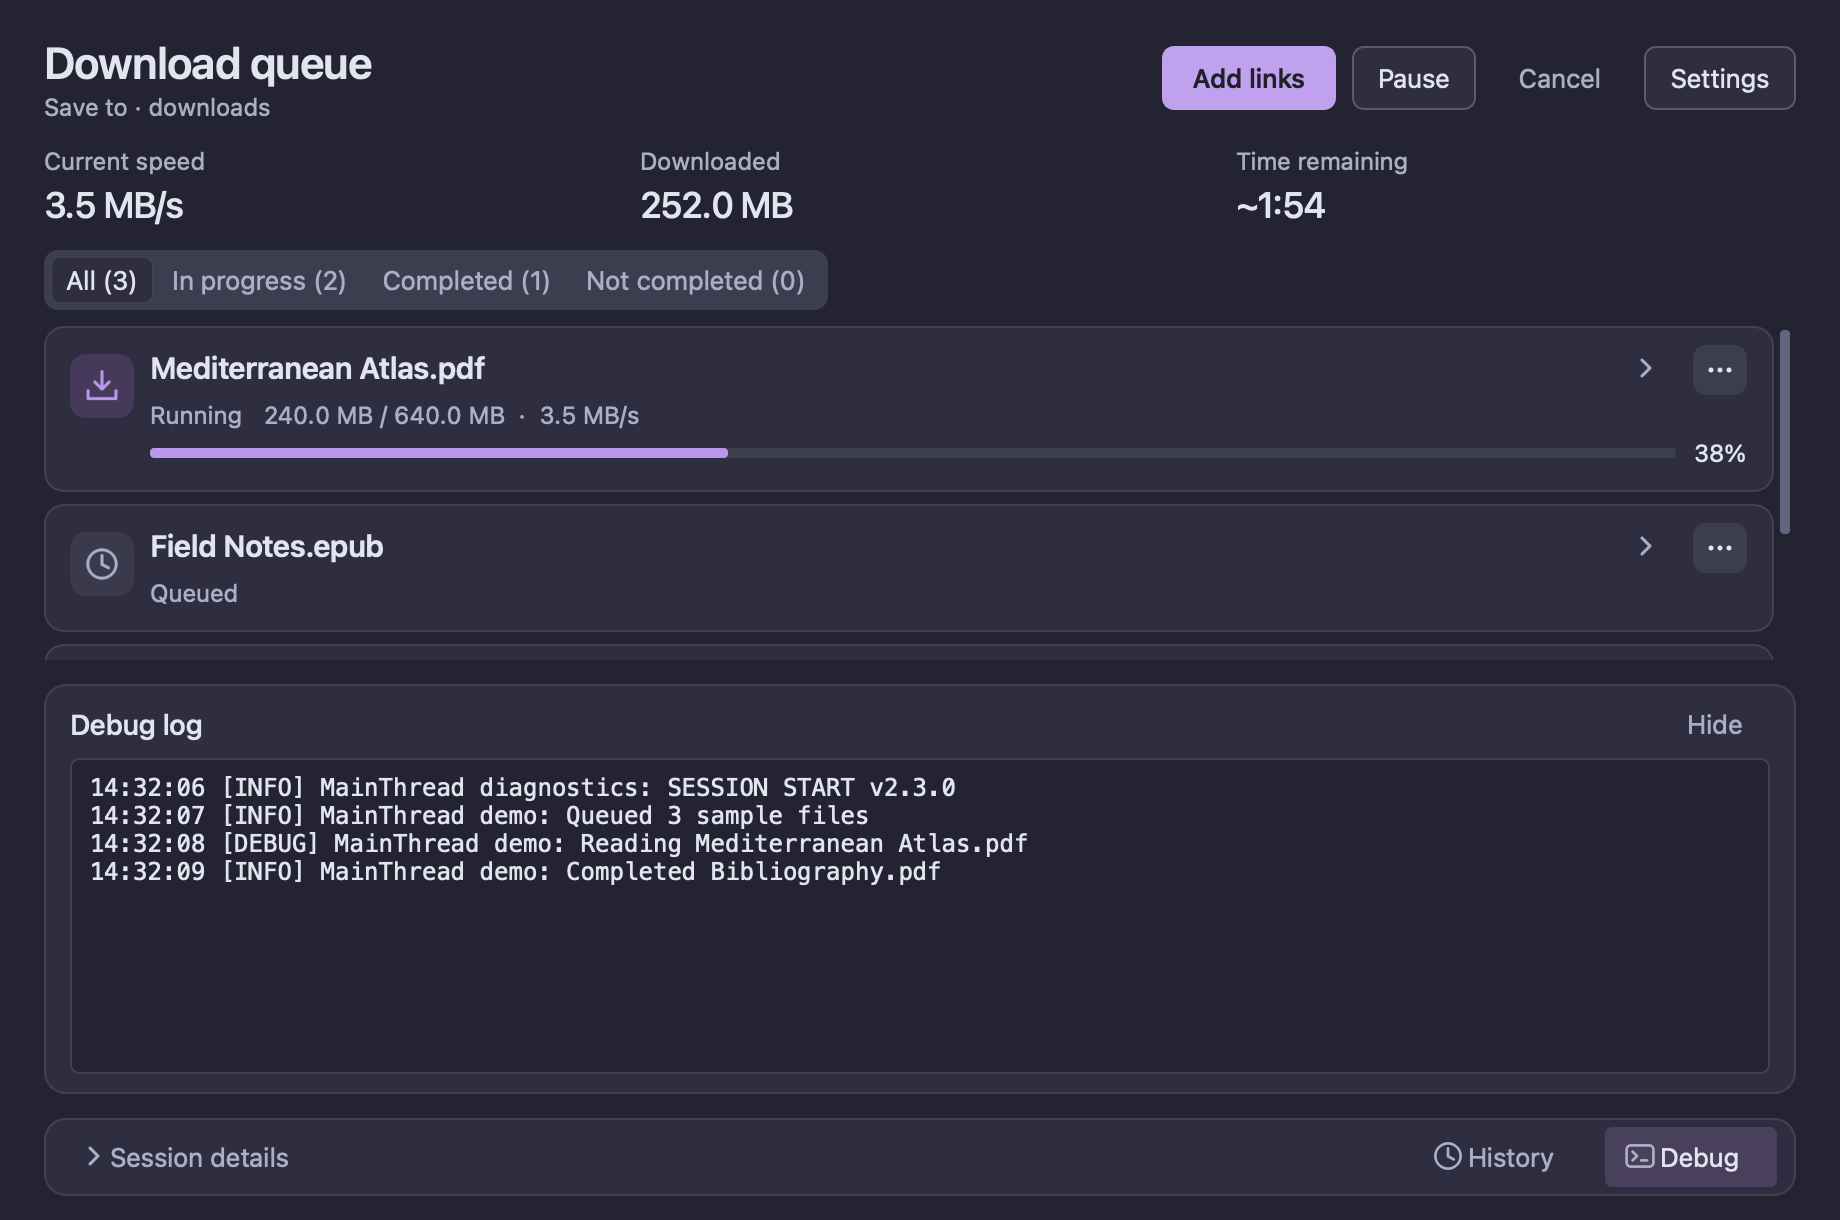 Download queue
Save to · downloads
Add links
Pause
Cancel
Settings
Current speed
3.5 MB/s
Downloaded
252.0 MB
Time remaining
~1:54
All (3)
In progress (2)
Completed (1)
Not completed (0)
Mediterranean Atlas.pdf
Running 240.0 MB / 640.0 MB · 3.5 MB/s
38%
Field Notes.epub
Queued
Debug log
Hide
14:32:06 [INFO] MainThread diagnostics: SESSION START v2.3.0
14:32:07 [INFO] MainThread demo: Queued 3 sample files
14:32:08 [DEBUG] MainThread demo: Reading Mediterranean Atlas.pdf
14:32:09 [INFO] MainThread demo: Completed Bibliography.pdf
Session details
History
Debug